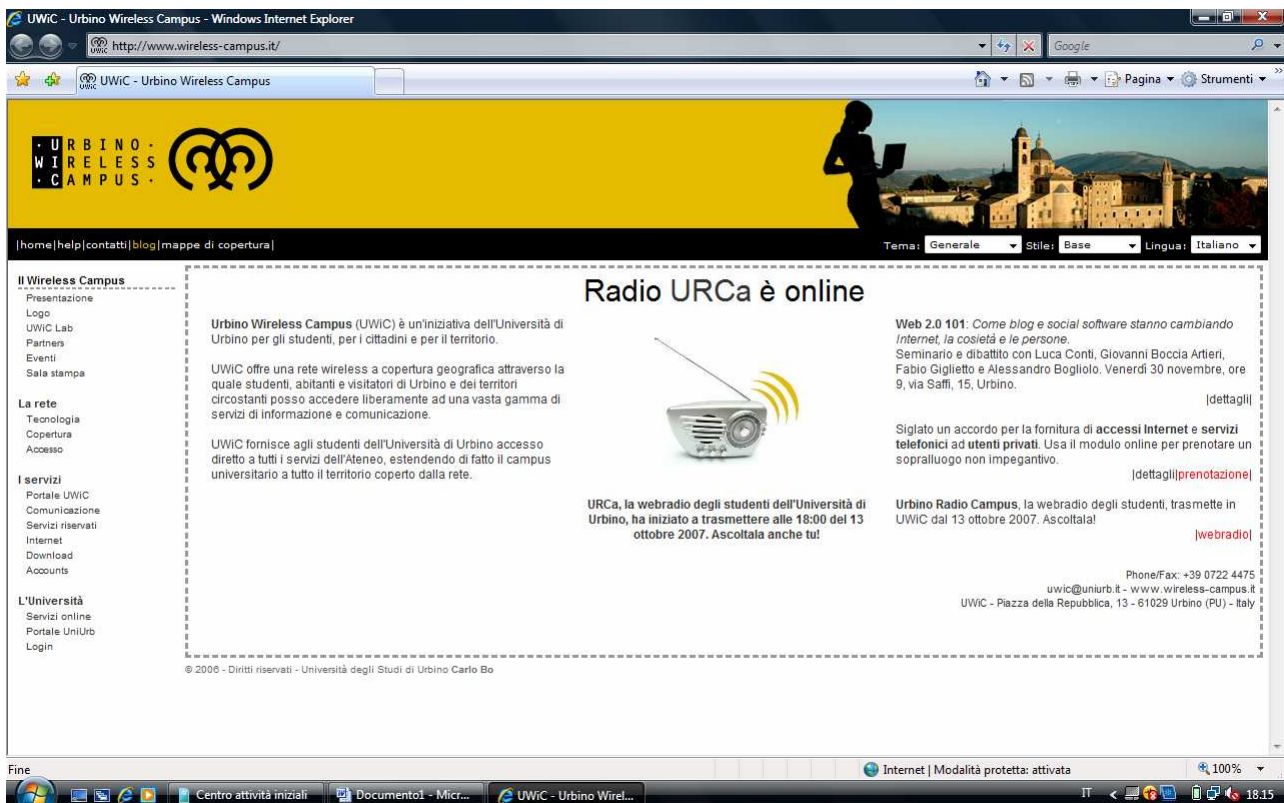 UWiC - Urbino Wireless Campus - Windows Internet Explorer
http://www.wireless-campus.it/
Google
UWiC - Urbino Wireless Campus
Pagina
Strumenti
· URBINO ·
WIRELESS
· CAMPUS ·
|home|help|contatti|blog|mappe di copertura|
Tema: Generale Stile: Base Lingua: Italiano
Il Wireless Campus
Presentazione
Logo
UWiC Lab
Partners
Eventi
Sala stampa
La rete
Tecnologia
Copertura
Accesso
I servizi
Portale UWiC
Comunicazione
Servizi riservati
Internet
Download
Accounts
L'Università
Servizi online
Portale UniUrb
Login
Radio URCa è online
Urbino Wireless Campus (UWiC) è un'iniziativa dell'Università di
Urbino per gli studenti, per i cittadini e per il territorio.
UWiC offre una rete wireless a copertura geografica attraverso la
quale studenti, abitanti e visitatori di Urbino e dei territori
circostanti posso accedere liberamente ad una vasta gamma di
servizi di informazione e comunicazione.
UWiC fornisce agli studenti dell'Università di Urbino accesso
diretto a tutti i servizi dell'Ateneo, estendendo di fatto il campus
universitario a tutto il territorio coperto dalla rete.
URCa, la webradio degli studenti dell'Università di
Urbino, ha iniziato a trasmettere alle 18:00 del 13
ottobre 2007. Ascoltala anche tu!
Web 2.0 101: Come blog e social software stanno cambiando
Internet, la cosietà e le persone.
Seminario e dibattito con Luca Conti, Giovanni Boccia Artieri,
Fabio Giglietto e Alessandro Bogliolo. Venerdì 30 novembre, ore
9, via Saffi, 15, Urbino.
|dettagli|
Siglato un accordo per la fornitura di accessi Internet e servizi
telefonici ad utenti privati. Usa il modulo online per prenotare un
sopralluogo non impegantivo.
|dettagli|prenotazione|
Urbino Radio Campus, la webradio degli studenti, trasmette in
UWiC dal 13 ottobre 2007. Ascoltala!
|webradio|
Phone/Fax: +39 0722 4475
uwic@uniurb.it - www.wireless-campus.it
UWiC - Piazza della Repubblica, 13 - 61029 Urbino (PU) - Italy
© 2006 - Diritti riservati - Università degli Studi di Urbino Carlo Bo
Fine
Internet | Modalità protetta: attivata
100%
Centro attività iniziali
Documento1 - Micr...
UWiC - Urbino Wirel...
IT
18.15